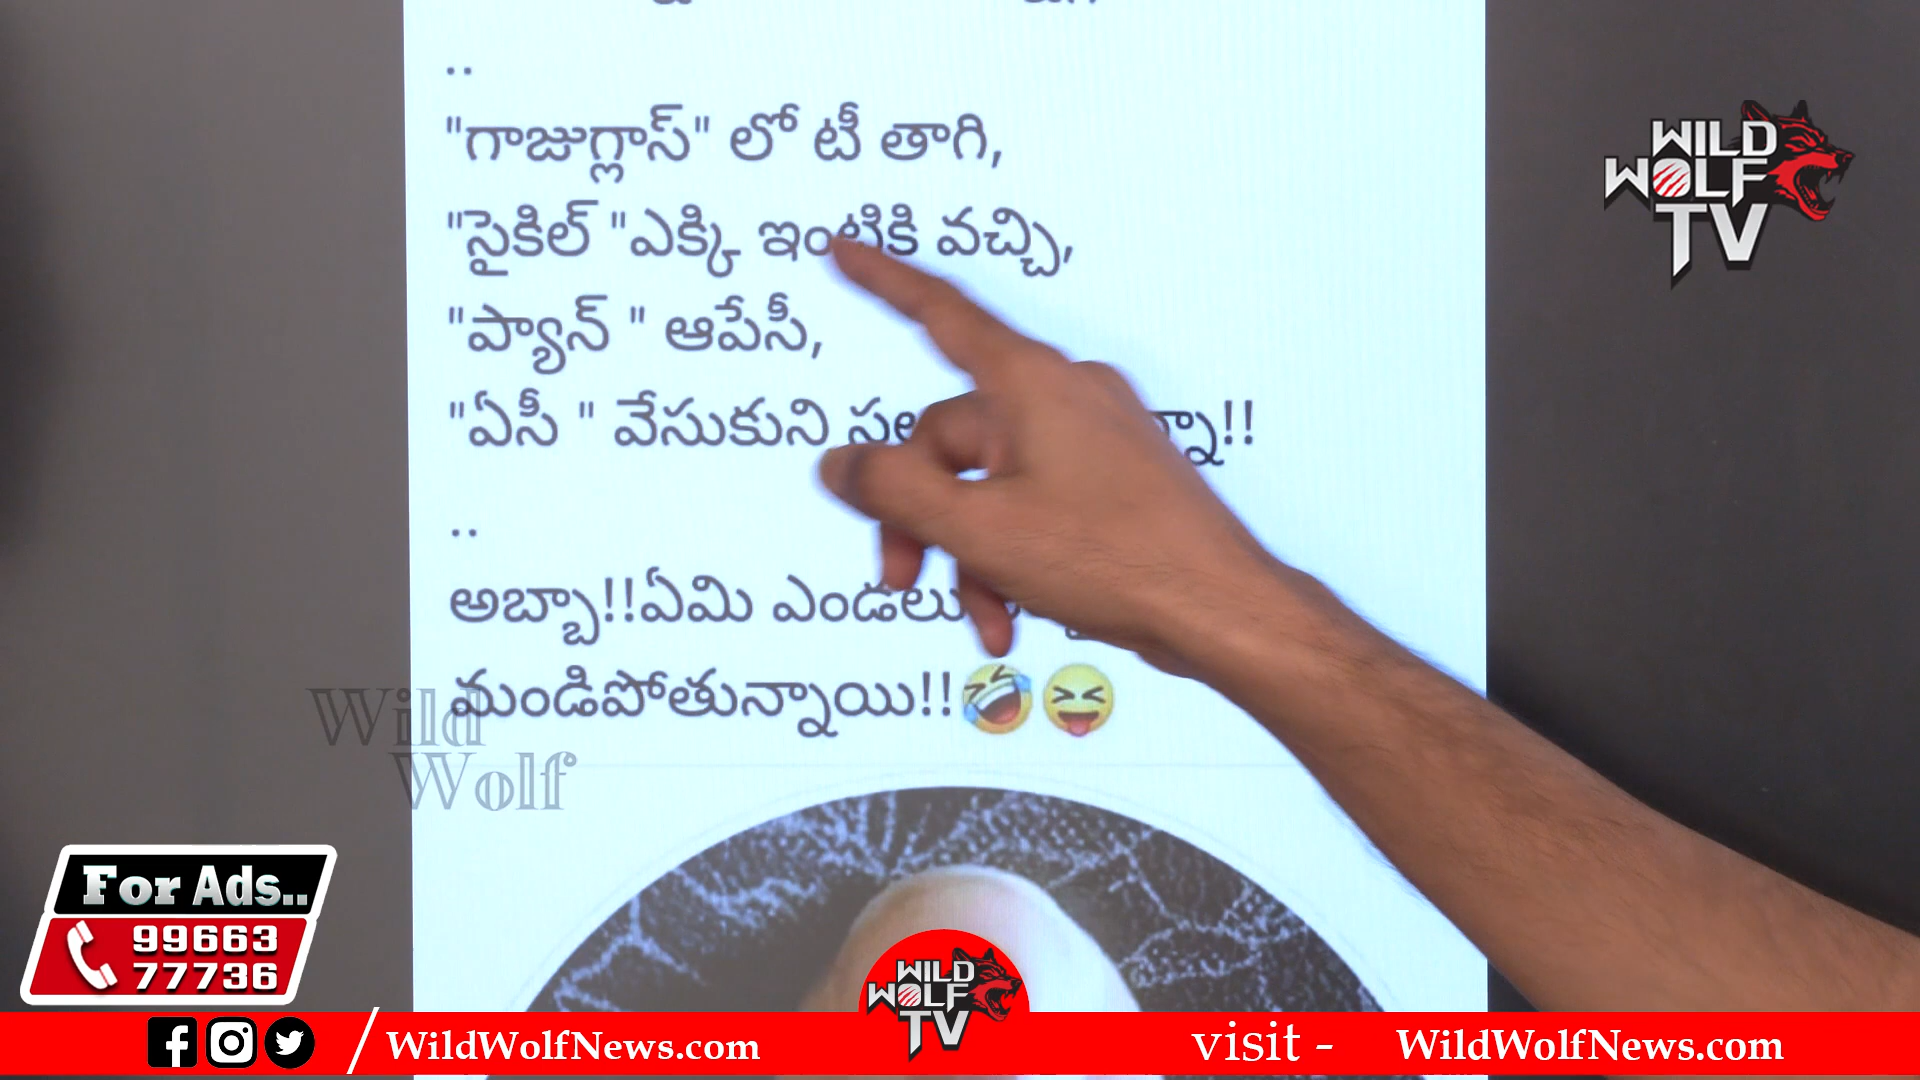 ..
"గాజుగ్లాస్" లో టీ తాగి,
"సైకిల్ "ఎక్కి ఇంటికి వచ్చి,
"ప్యాన్ " ఆపేసీ,
"ఏసీ " వేసుకుని
..
అబ్బా!!ఏమి ఎండలు
మండిపోతున్నాయి!!🤣😝
WILD
WOLF
TV
Wild
Wolf
For Ads..
99663
77736
WildWolfNews.com
WILD
WOLF
TV
visit - WildWolfNews.com